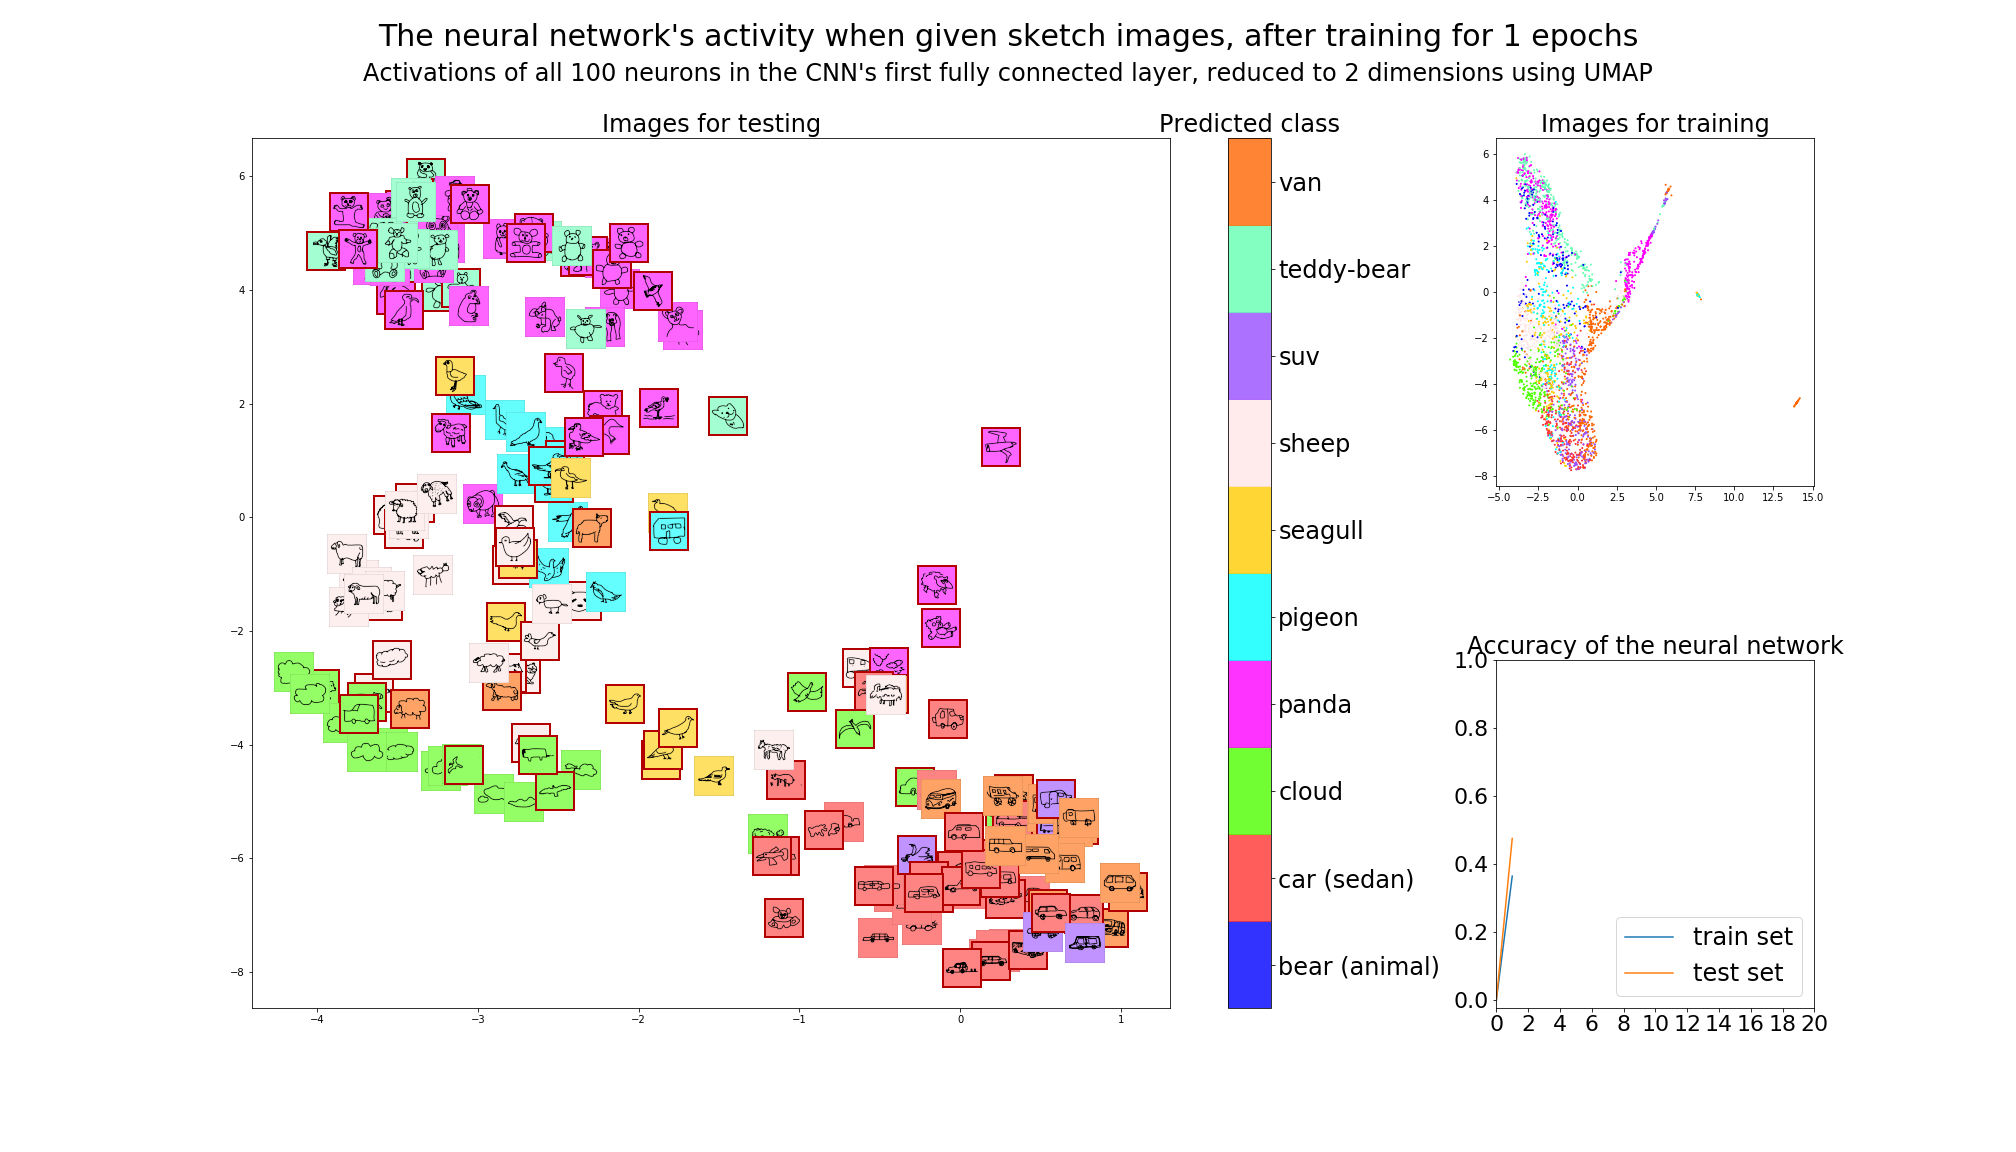 The neural network's activity when given sketch images, after training for 1 epochs
Activations of all 100 neurons in the CNN's first fully connected layer, reduced to 2 dimensions using UMAP
Images for testing
6
4
2
0
−2
−4
−6
−8
−4 −3 −2 −1 0 1
Predicted class
van
teddy-bear
suv
sheep
seagull
pigeon
panda
cloud
car (sedan)
bear (animal)
Images for training
6
4
2
0
−2
−4
−6
−8
−5.0 −2.5 0.0 2.5 5.0 7.5 10.0 12.5 15.0
Accuracy of the neural network
1.0
0.8
0.6
0.4
0.2
0.0
train set
test set
0 2 4 6 8 10 12 14 16 18 20